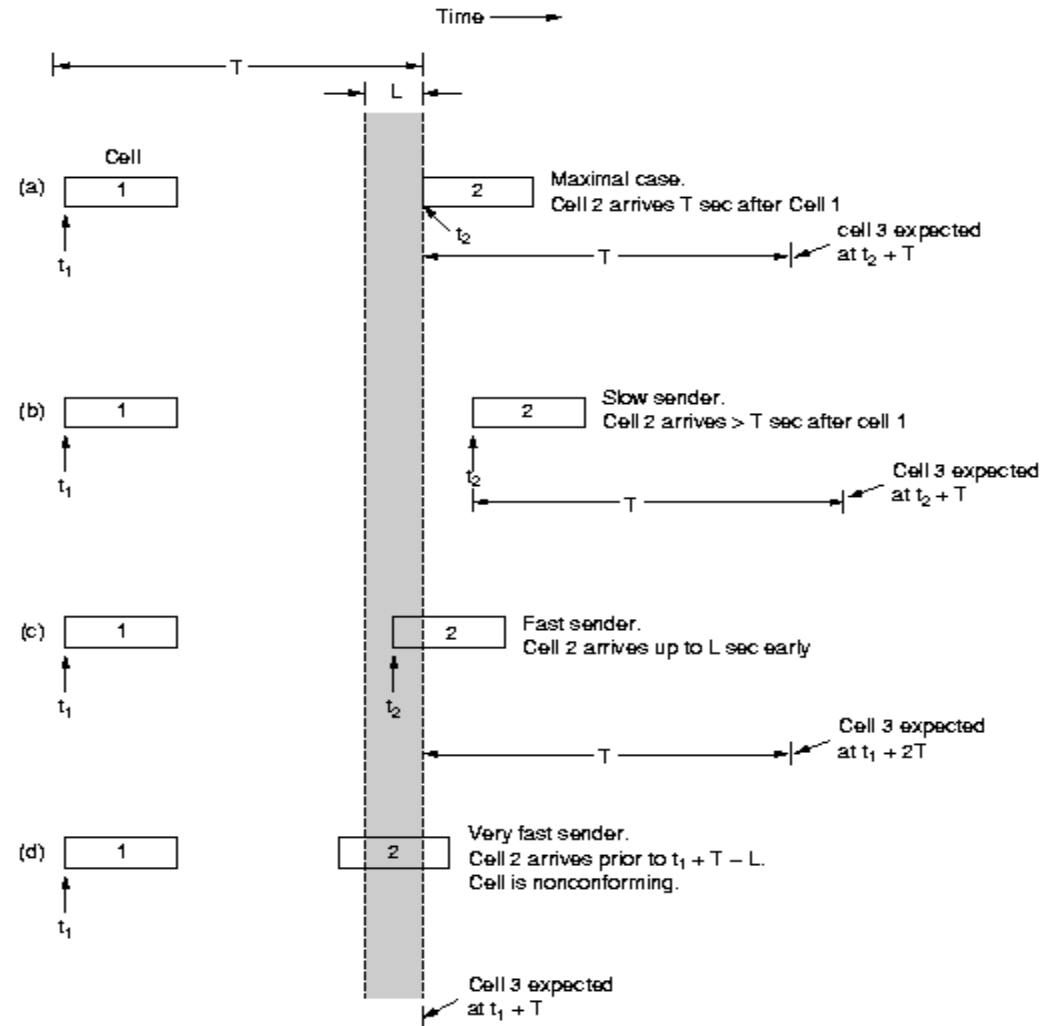 Time
T
L
Cell
(a)
1
2
Maximal case.
Cell 2 arrives T sec after Cell 1
t1
t2
T
cell 3 expected
at t2 + T
(b)
1
2
Slow sender.
Cell 2 arrives > T sec after cell 1
t1
t2
T
Cell 3 expected
at t2 + T
(c)
1
2
Fast sender.
Cell 2 arrives up to L sec early
t1
t2
T
Cell 3 expected
at t1 + 2T
(d)
1
2
Very fast sender.
Cell 2 arrives prior to t1 + T – L.
Cell is nonconforming.
t1
Cell 3 expected
at t1 + T